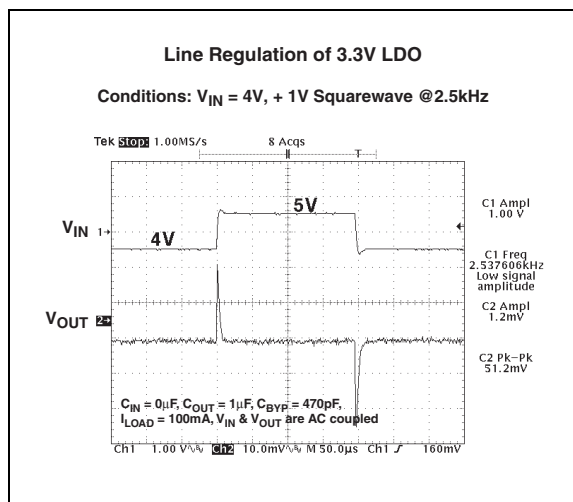 Line Regulation of 3.3V LDO
Conditions: VIN = 4V, + 1V Squarewave @2.5kHz
Tek Stop: 1.00MS/s 8 Acqs
T
5V
C1 Ampl
1.00 V
VIN 1→
4V
C1 Freq
2.537606kHz
Low signal
amplitude
C2 Ampl
1.2mV
VOUT 2→
C2 Pk–Pk
51.2mV
CIN = 0μF, COUT = 1μF, CBYP = 470pF,
ILOAD = 100mA, VIN & VOUT are AC coupled
Ch1 1.00 V Ch2 10.0mV M 50.0μs Ch1 160mV